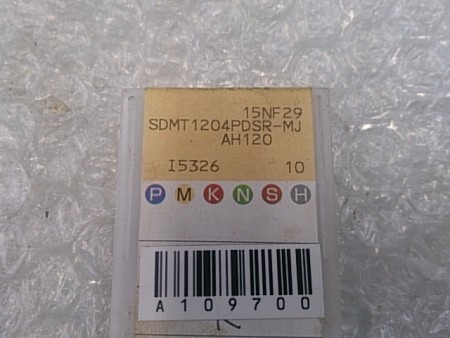 15NF29
SDMT1204PDSR-MJ
AH120
I5326 10
P M K N S H
A109700